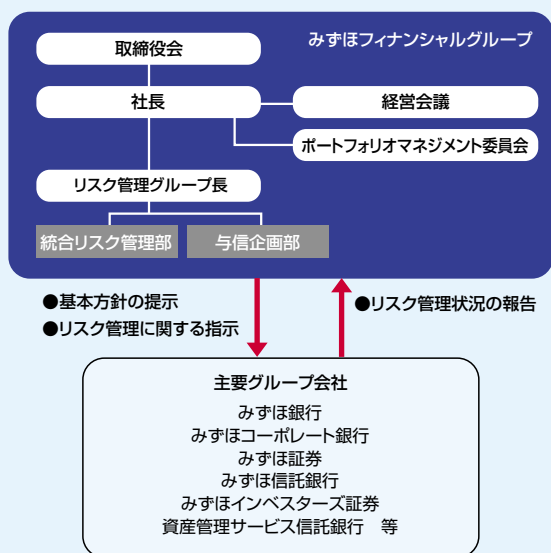 みずほフィナンシャルグループ
取締役会
社長
経営会議
ポートフォリオマネジメント委員会
リスク管理グループ長
統合リスク管理部
与信企画部
●基本方針の提示
●リスク管理に関する指示
●リスク管理状況の報告
主要グループ会社
みずほ銀行
みずほコーポレート銀行
みずほ証券
みずほ信託銀行
みずほインベスターズ証券
資産管理サービス信託銀行　等